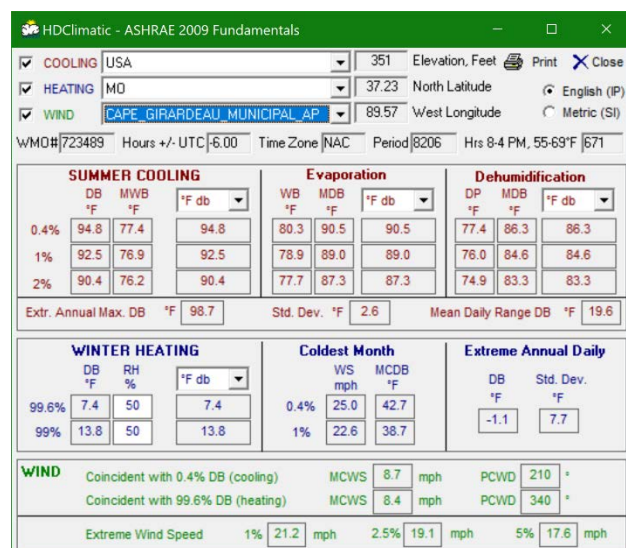 HDClimatic - ASHRAE 2009 Fundamentals
COOLING USA 351 Elevation, Feet Print Close
HEATING MO 37.23 North Latitude English (IP)
WIND CAPE_GIRARDEAU_MUNICIPAL_AP 89.57 West Longitude Metric (SI)
WMO# 723489 Hours +/- UTC -6.00 Time Zone NAC Period 8206 Hrs 8-4 PM, 55-69°F 671
SUMMER COOLING Evaporation Dehumidification
DB MWB °F db WB MDB °F db DP MDB °F db
°F °F °F °F °F °F
0.4% 94.8 77.4 94.8 80.3 90.5 90.5 77.4 86.3 86.3
1% 92.5 76.9 92.5 78.9 89.0 89.0 76.0 84.6 84.6
2% 90.4 76.2 90.4 77.7 87.3 87.3 74.9 83.3 83.3
Extr. Annual Max. DB °F 98.7 Std. Dev. °F 2.6 Mean Daily Range DB °F 19.6
WINTER HEATING Coldest Month Extreme Annual Daily
DB RH °F db WS MCDB DB Std. Dev.
°F % mph °F °F °F
99.6% 7.4 50 7.4 0.4% 25.0 42.7 -1.1 7.7
99% 13.8 50 13.8 1% 22.6 38.7
WIND Coincident with 0.4% DB (cooling) MCWS 8.7 mph PCWD 210 °
Coincident with 99.6% DB (heating) MCWS 8.4 mph PCWD 340 °
Extreme Wind Speed 1% 21.2 mph 2.5% 19.1 mph 5% 17.6 mph